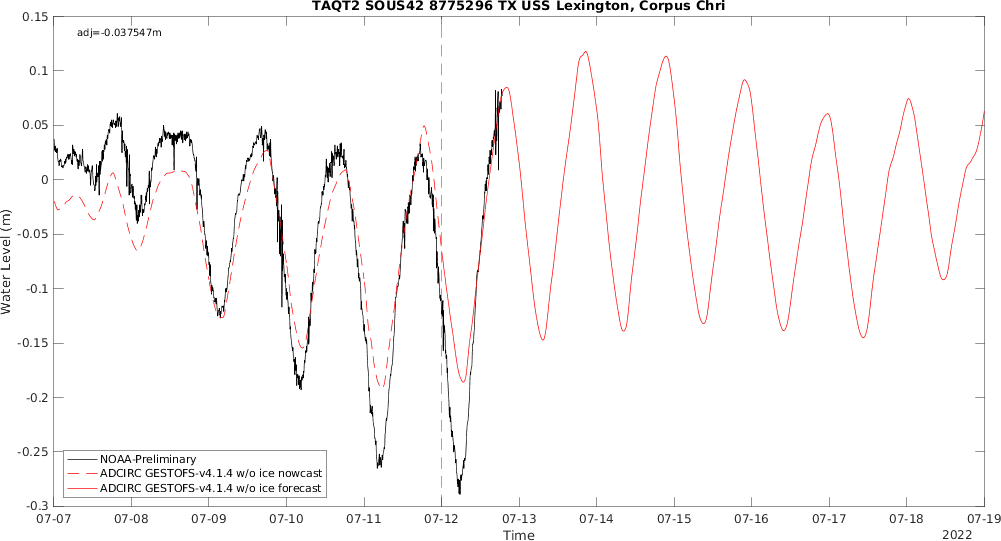 TAQT2 SOUS42 8775296 TX USS Lexington, Corpus Chri
adj=-0.037547m
0.15
0.1
0.05
0
-0.05
-0.1
-0.15
-0.2
-0.25
-0.3
Water Level (m)
NOAA-Preliminary
ADCIRC GESTOFS-v4.1.4 w/o ice nowcast
ADCIRC GESTOFS-v4.1.4 w/o ice forecast
07-07 07-08 07-09 07-10 07-11 07-12 07-13 07-14 07-15 07-16 07-17 07-18 07-19
Time
2022